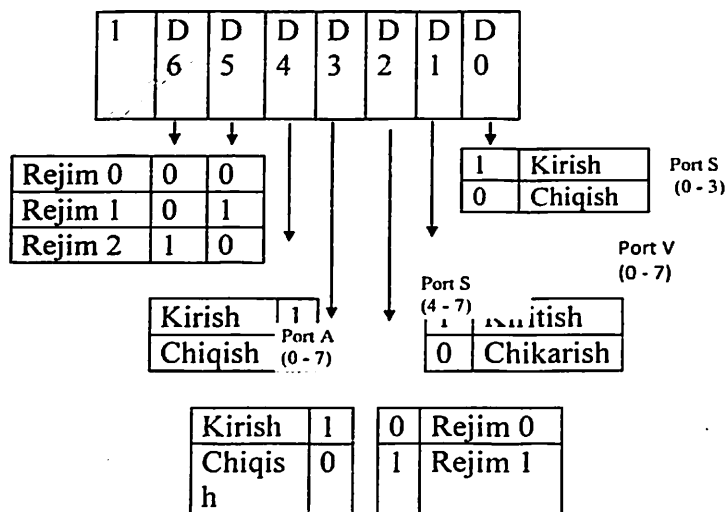 1 D D D D D D D
6 5 4 3 2 1 0
Rejim 0 0 0
Rejim 1 0 1
Rejim 2 1 0
1 Kirish
0 Chiqish
Port S
(0 - 3)
Port V
(0 - 7)
Port S
(4 - 7)
Kirish 1
Chiqish
Port A
(0 - 7)
0 Chikarish
Kirish 1
Chiqis 0
h
0 Rejim 0
1 Rejim 1